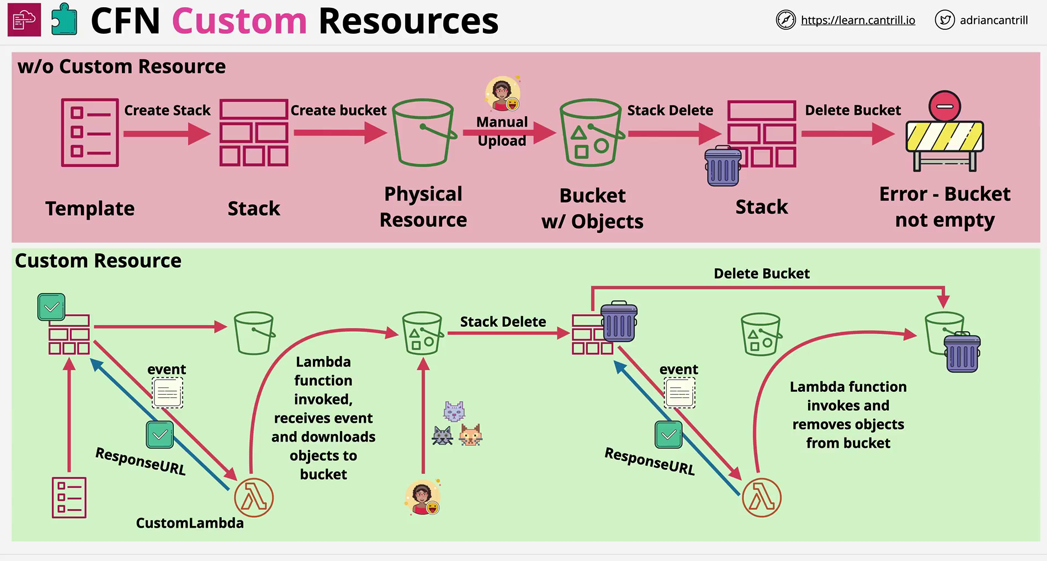 CFN Custom Resources
https://learn.cantrill.io
adriancantrill
w/o Custom Resource
Create Stack
Create bucket
Manual
Upload
Stack Delete
Delete Bucket
Template
Stack
Physical
Resource
Bucket
w/ Objects
Stack
Error - Bucket
not empty
Custom Resource
Delete Bucket
Stack Delete
event
ResponseURL
CustomLambda
Lambda
function
invoked,
receives event
and downloads
objects to
bucket
event
ResponseURL
Lambda function
invokes and
removes objects
from bucket